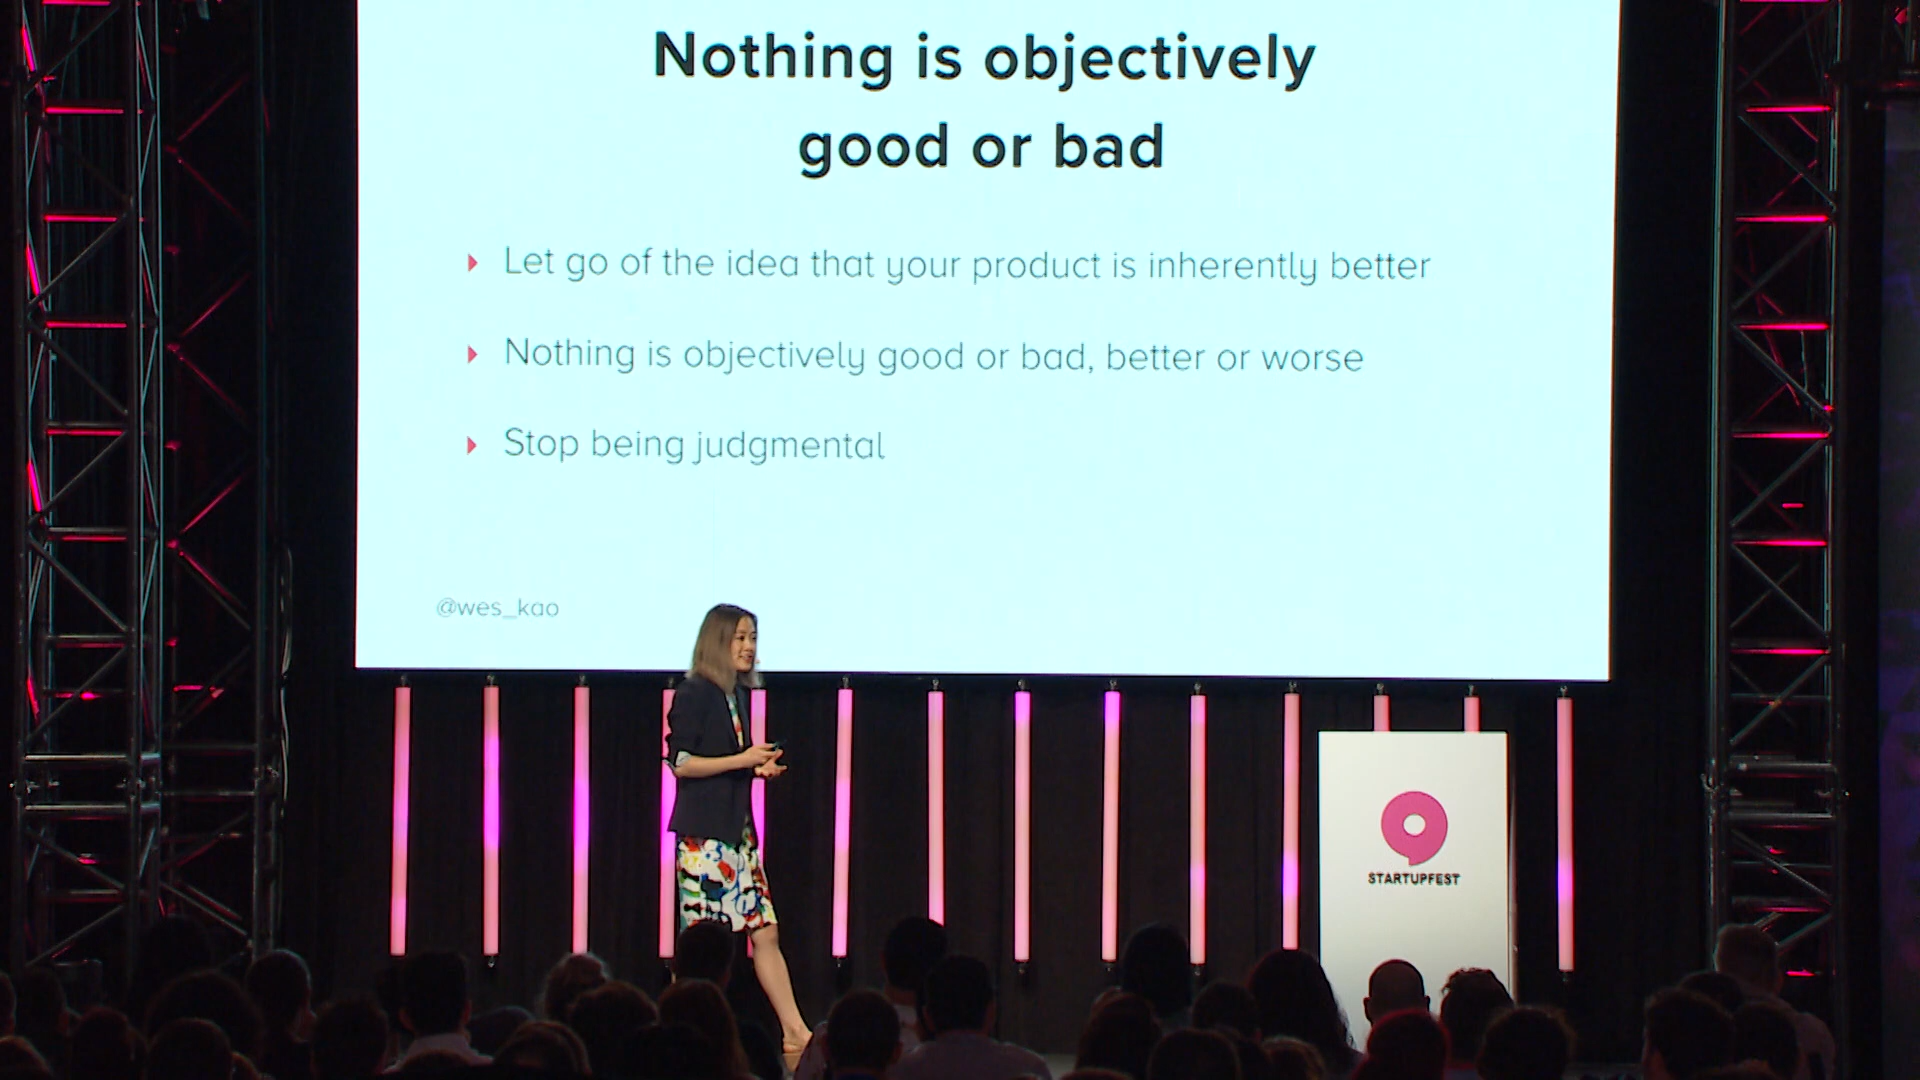 Nothing is objectively
good or bad
Let go of the idea that your product is inherently better
Nothing is objectively good or bad, better or worse
Stop being judgmental
@wes_kao
STARTUPFEST